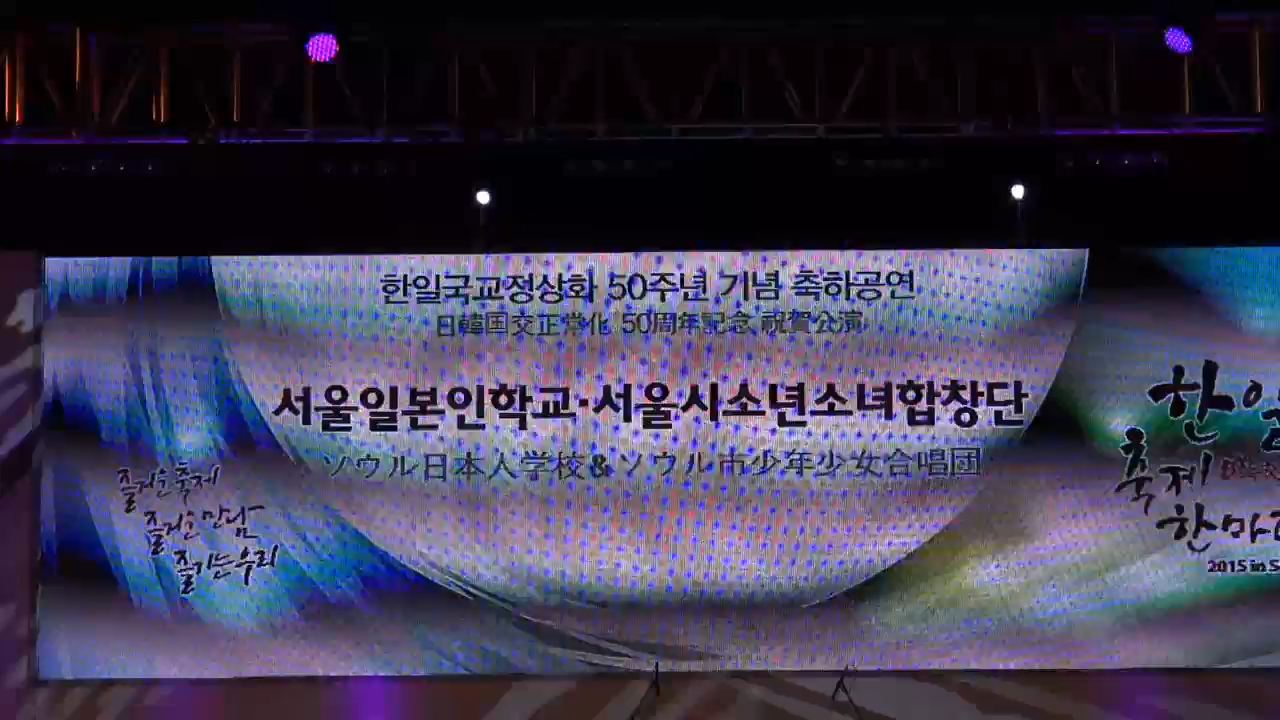 한일국교정상화 50주년 기념 축하공연
日韓国交正常化 50周年記念 祝賀公演
서울일본인학교·서울시소년소녀합창단
ソウル日本人学校&ソウル市少年少女合唱団
즐거운 축제
즐거운 만남
즐기는 우리
한일
축제
한마
2015 in S